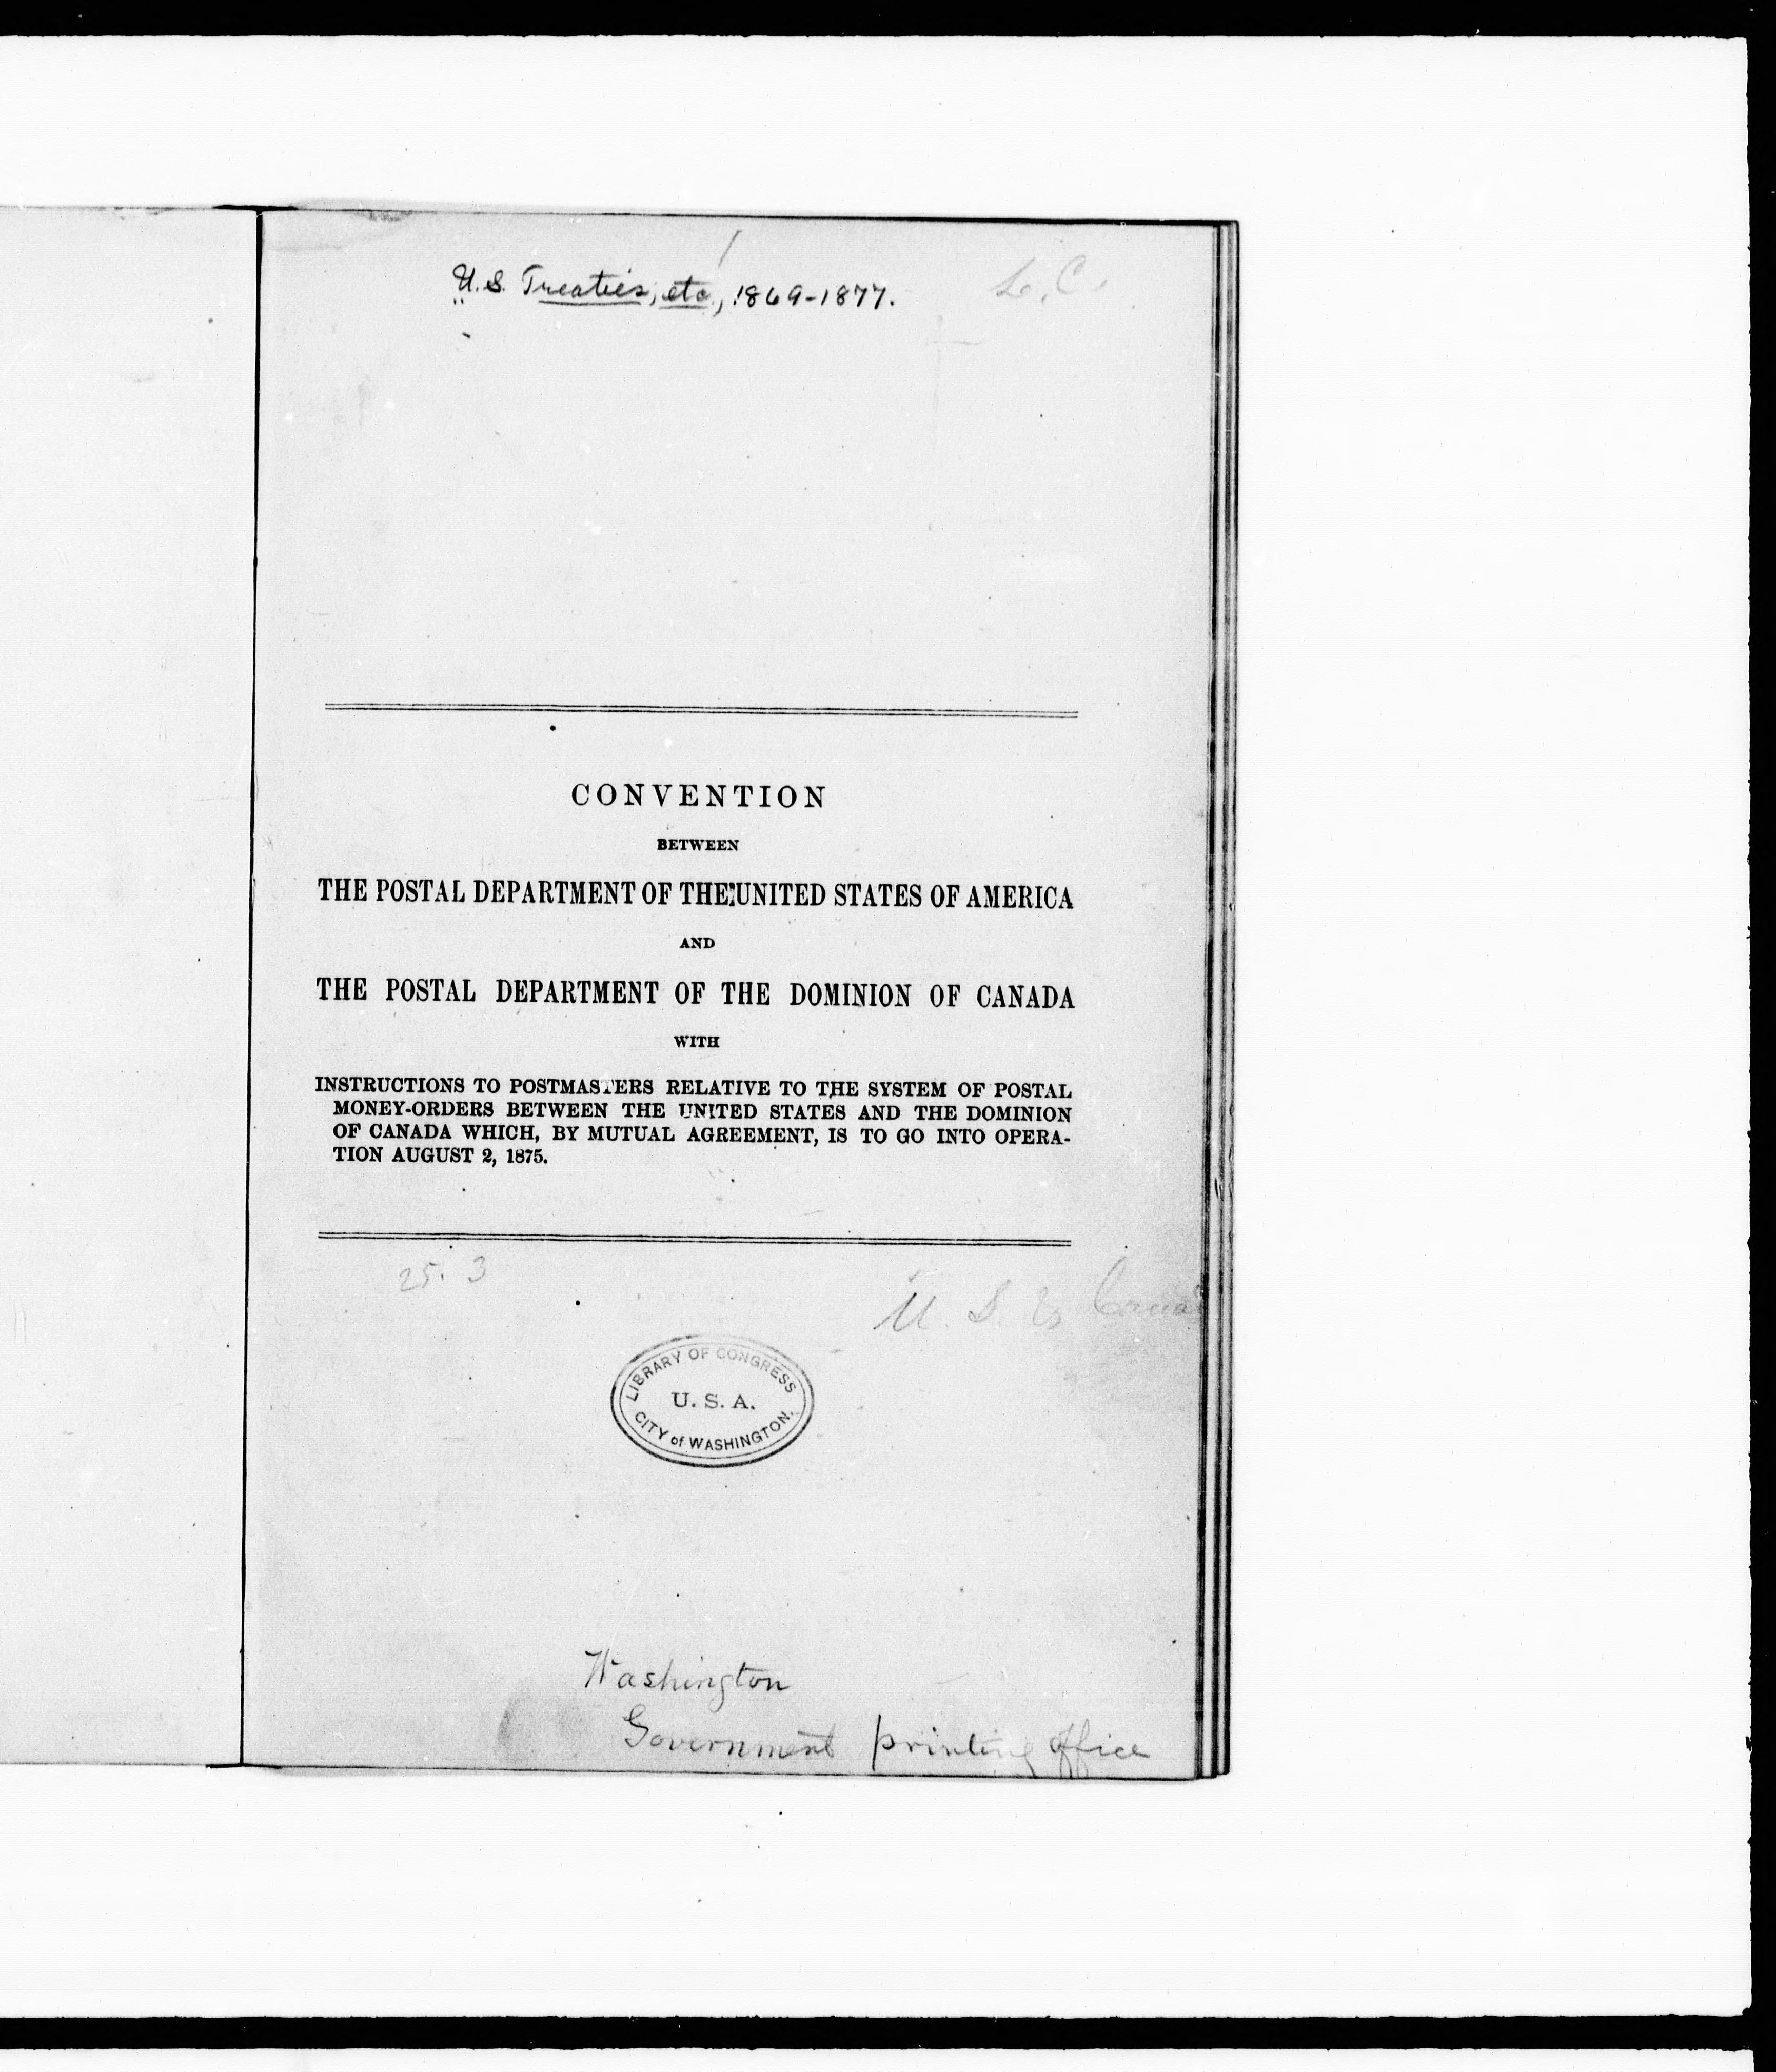 U.S. Treaties, etc., 1869-1877.
L. C.
CONVENTION
BETWEEN
THE POSTAL DEPARTMENT OF THE UNITED STATES OF AMERICA
AND
THE POSTAL DEPARTMENT OF THE DOMINION OF CANADA
WITH
INSTRUCTIONS TO POSTMASTERS RELATIVE TO THE SYSTEM OF POSTAL
MONEY-ORDERS BETWEEN THE UNITED STATES AND THE DOMINION
OF CANADA WHICH, BY MUTUAL AGREEMENT, IS TO GO INTO OPERA-
TION AUGUST 2, 1875.
25. 3
U. S. &
LIBRARY OF CONGRESS
U. S. A.
CITY of WASHINGTON.
Washington
Government printing office